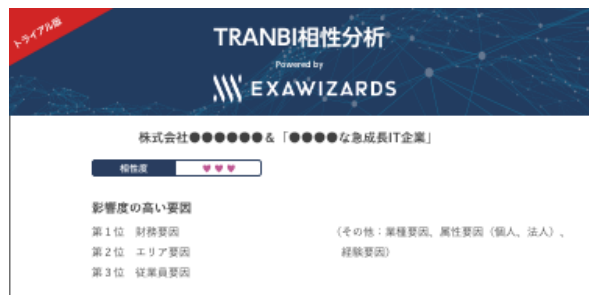 トライアル版
TRANBI相性分析
Powered by
EXAWIZARDS
株式会社●●●●●●&「●●●●な急成長IT企業」
相性度 ♥♥♥
影響度の高い要因
第1位 財務要因
第2位 エリア要因
第3位 従業員要因
(その他:業種要因、属性要因(個人、法人)、
経験要因)